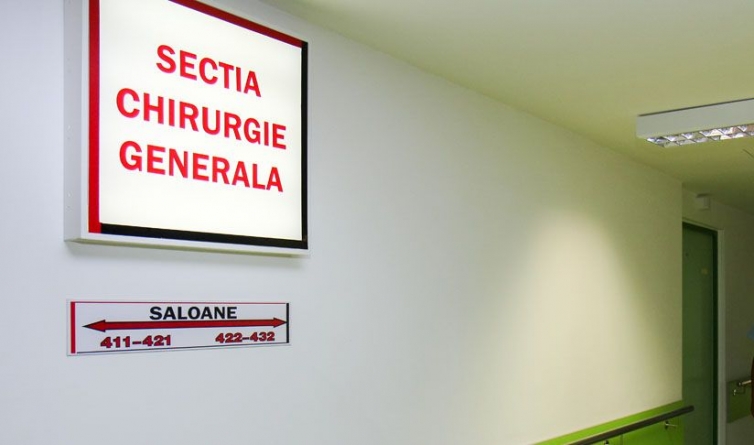 SECTIA
CHIRURGIE
GENERALA
SALOANE
411-421 422-432